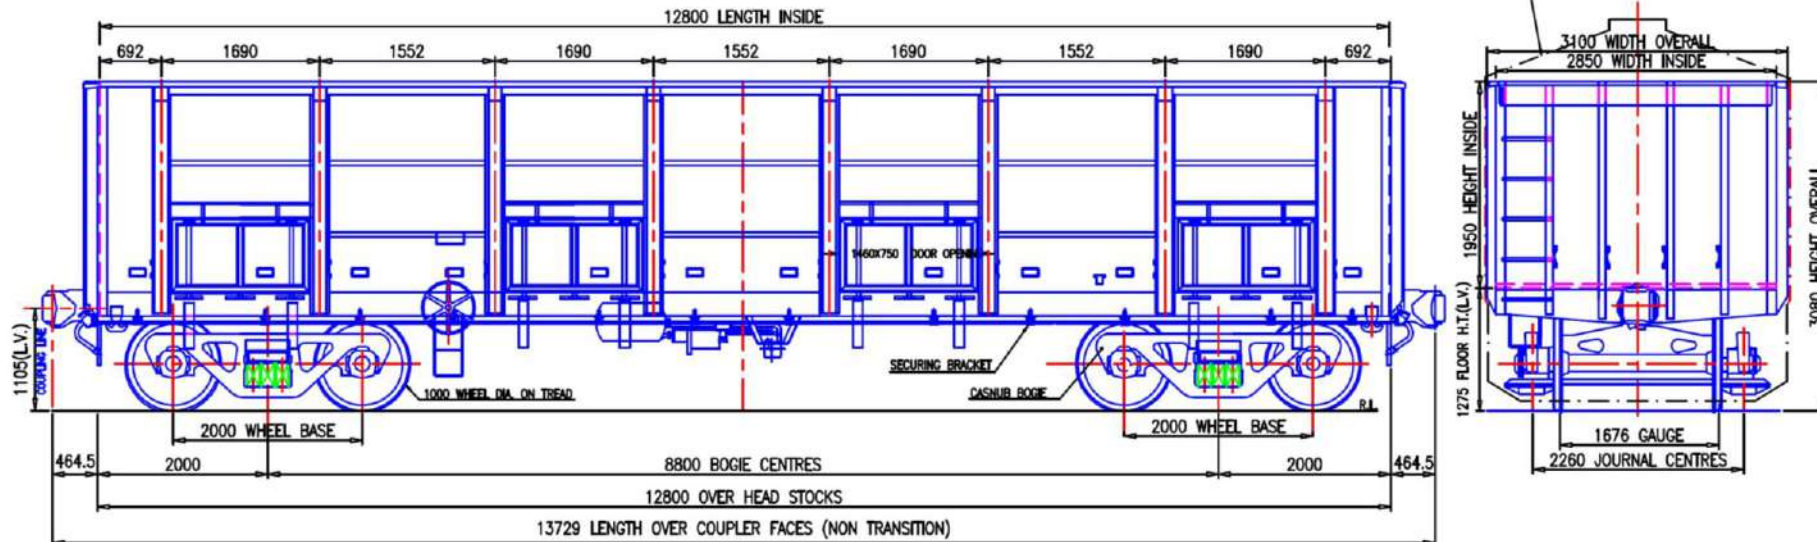 12800 LENGTH INSIDE
692
1690
1552
1690
1552
1690
1552
1690
692
1460X750 DOOR OPENING
1105(L.V.)
COUPLING LINE
SECURING BRACKET
1000 WHEEL DIA. ON TREAD
CASNUB BOGIE
R.L.
2000 WHEEL BASE
2000 WHEEL BASE
464.5
2000
8800 BOGIE CENTRES
2000
464.5
12800 OVER HEAD STOCKS
13729 LENGTH OVER COUPLER FACES (NON TRANSITION)
3100 WIDTH OVERALL
2850 WIDTH INSIDE
1950 HEIGHT INSIDE
1275 FLOOR H.T.(L.V.)
HEIGHT OVERALL
1676 GAUGE
2260 JOURNAL CENTRES